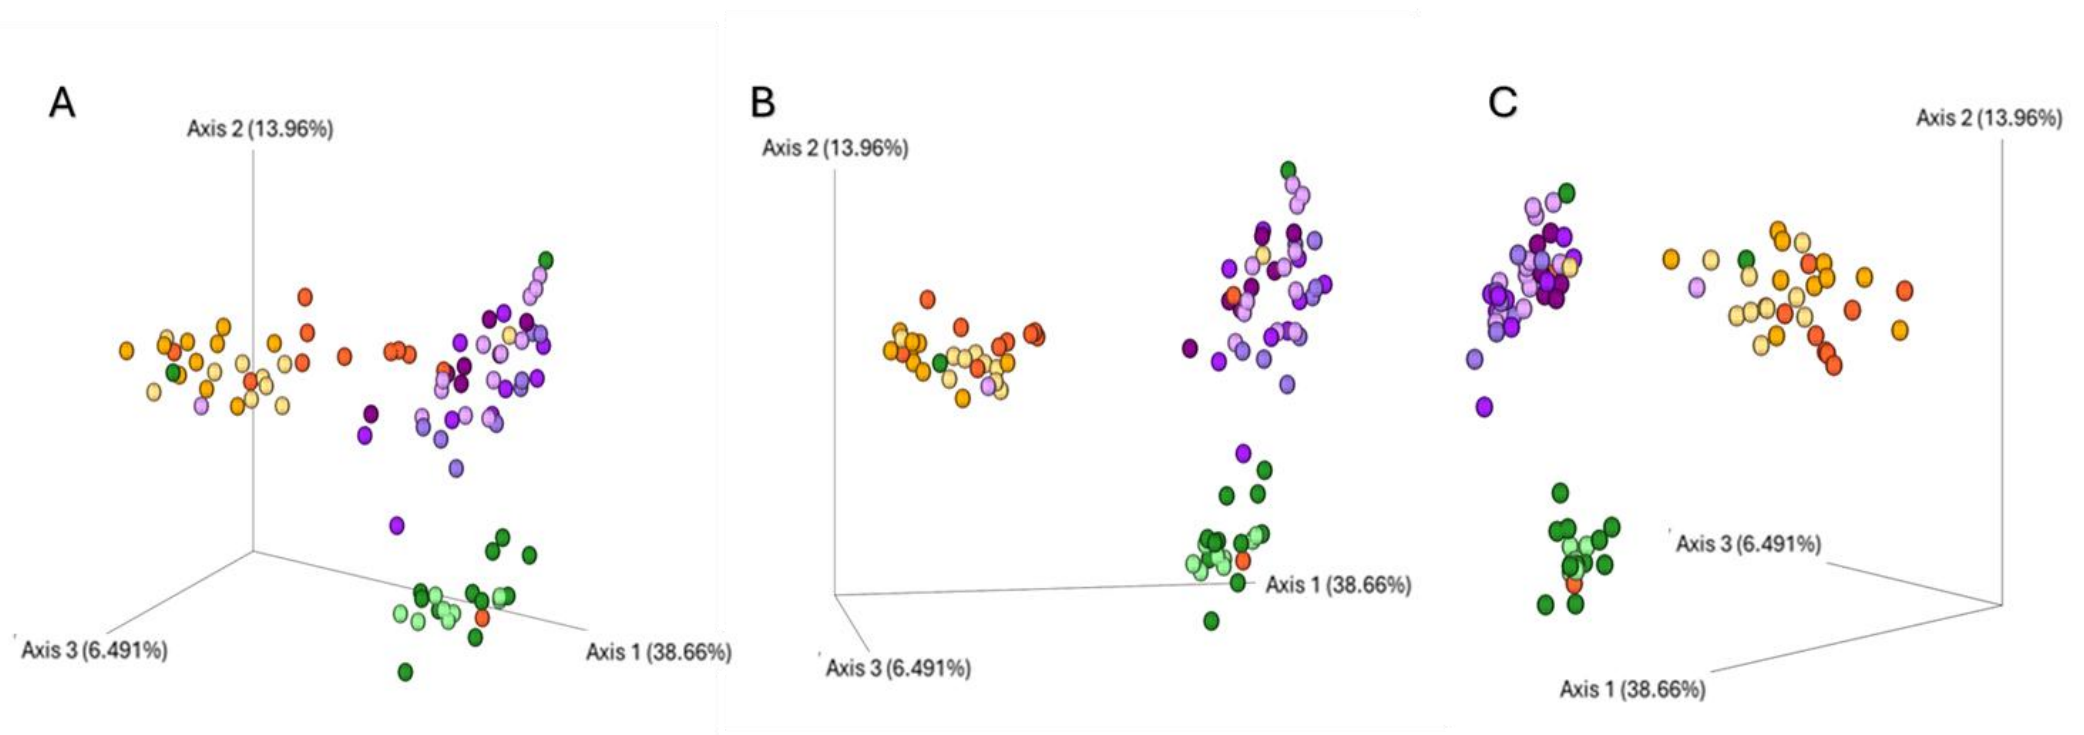 A
Axis 2 (13.96%)
Axis 3 (6.491%)
Axis 1 (38.66%)
B
Axis 2 (13.96%)
Axis 1 (38.66%)
Axis 3 (6.491%)
C
Axis 2 (13.96%)
Axis 3 (6.491%)
Axis 1 (38.66%)